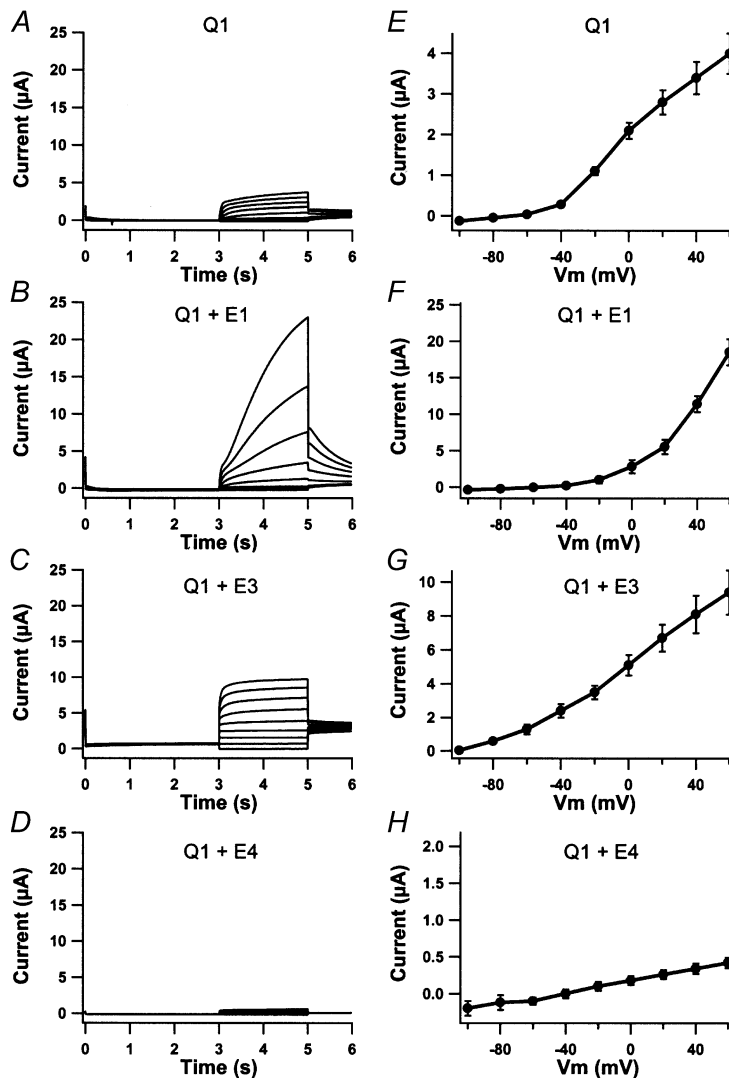 A
Q1
25
20
15
10
5
0
Current (µA)
0 1 2 3 4 5 6
Time (s)
E
Q1
4
3
2
1
0
Current (µA)
-80 -40 0 40
Vm (mV)
B
Q1 + E1
25
20
15
10
5
0
Current (µA)
0 1 2 3 4 5 6
Time (s)
F
Q1 + E1
25
20
15
10
5
0
Current (µA)
-80 -40 0 40
Vm (mV)
C
Q1 + E3
25
20
15
10
5
0
Current (µA)
0 1 2 3 4 5 6
Time (s)
G
Q1 + E3
10
8
6
4
2
0
Current (µA)
-80 -40 0 40
Vm (mV)
D
Q1 + E4
25
20
15
10
5
0
Current (µA)
0 1 2 3 4 5 6
Time (s)
H
Q1 + E4
2.0
1.5
1.0
0.5
0.0
Current (µA)
-80 -40 0 40
Vm (mV)